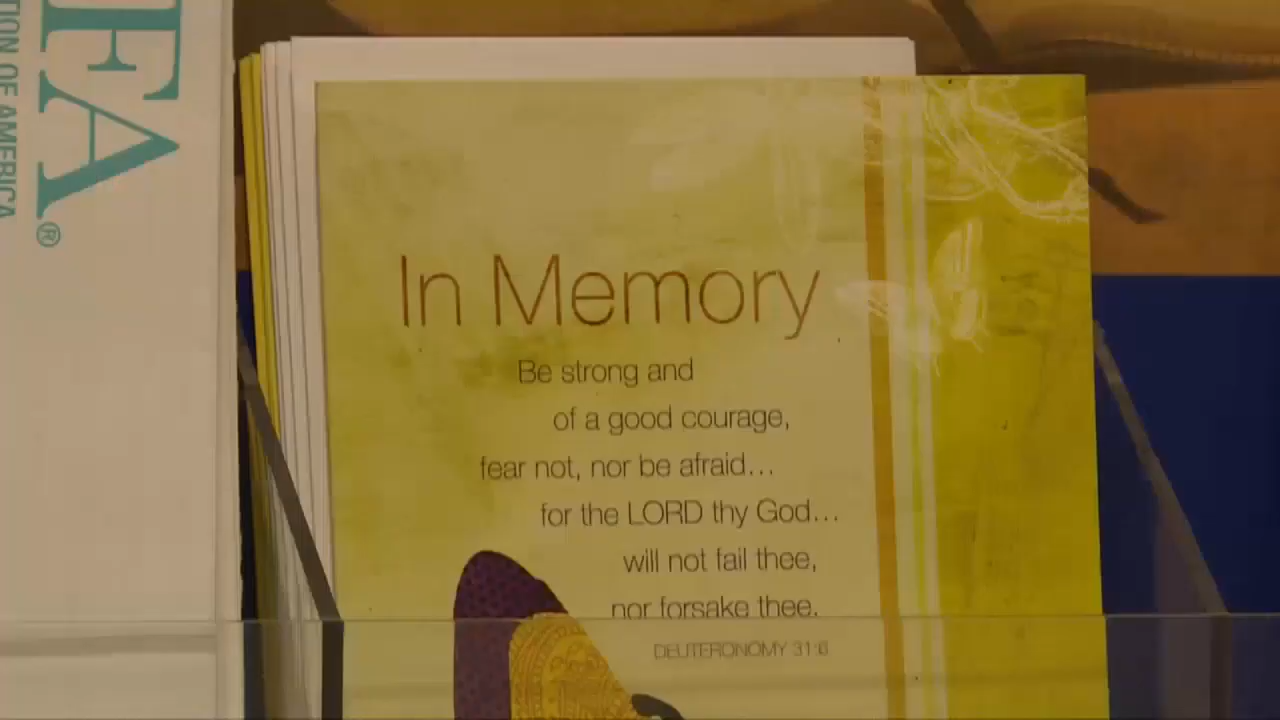 FA®
TION OF AMERICA
In Memory
Be strong and
of a good courage,
fear not, nor be afraid...
for the LORD thy God...
will not fail thee,
nor forsake thee.
DEUTERONOMY 31:6